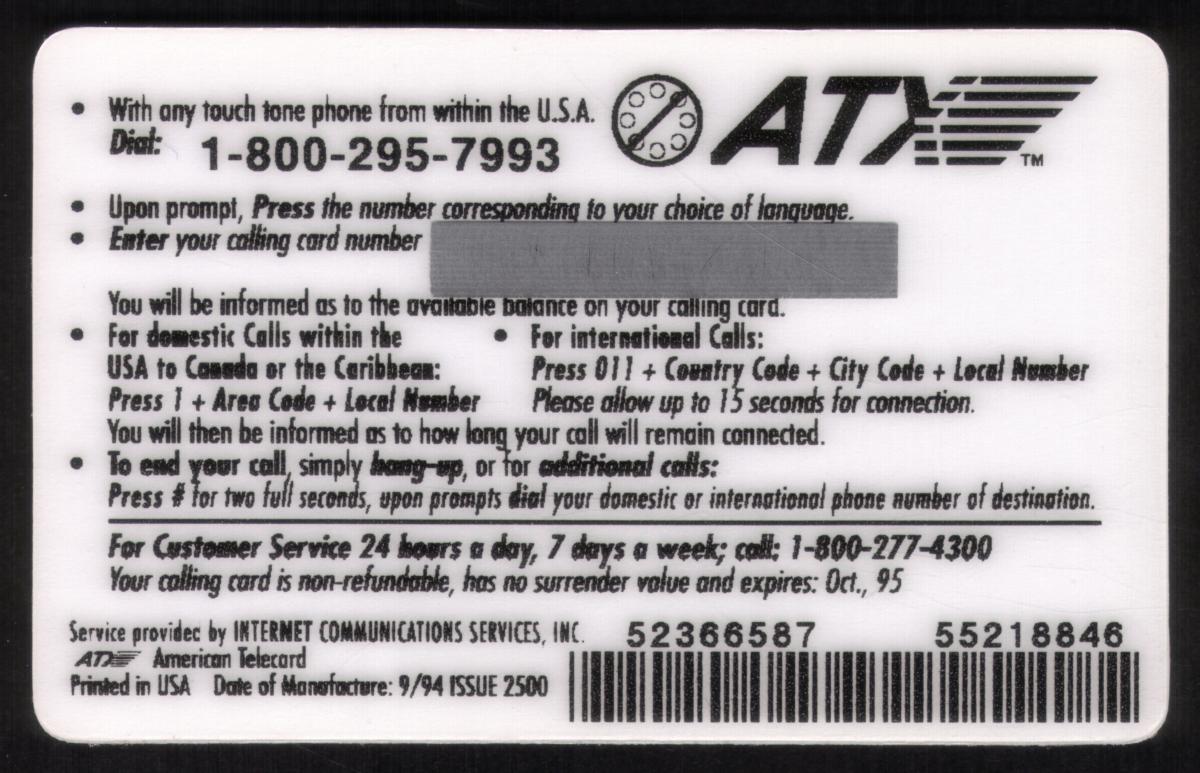 • With any touch tone phone from within the U.S.A.
Dial: 1-800-295-7993
ATX TM
• Upon prompt, Press the number corresponding to your choice of language.
• Enter your calling card number
You will be informed as to the available balance on your calling card.
• For domestic Calls within the
USA to Canada or the Caribbean:
Press 1 + Area Code + Local Number
• For international Calls:
Press 011 + Country Code + City Code + Local Number
Please allow up to 15 seconds for connection.
You will then be informed as to how long your call will remain connected.
• To end your call, simply hang-up, or for additional calls:
Press # for two full seconds, upon prompts dial your domestic or international phone number of destination.
For Customer Service 24 hours a day, 7 days a week; call: 1-800-277-4300
Your calling card is non-refundable, has no surrender value and expires: Oct., 95
Service provided by INTERNET COMMUNICATIONS SERVICES, INC.
ATX American Telecard
Printed in USA Date of Manufacture: 9/94 ISSUE 2500
52366587 55218846